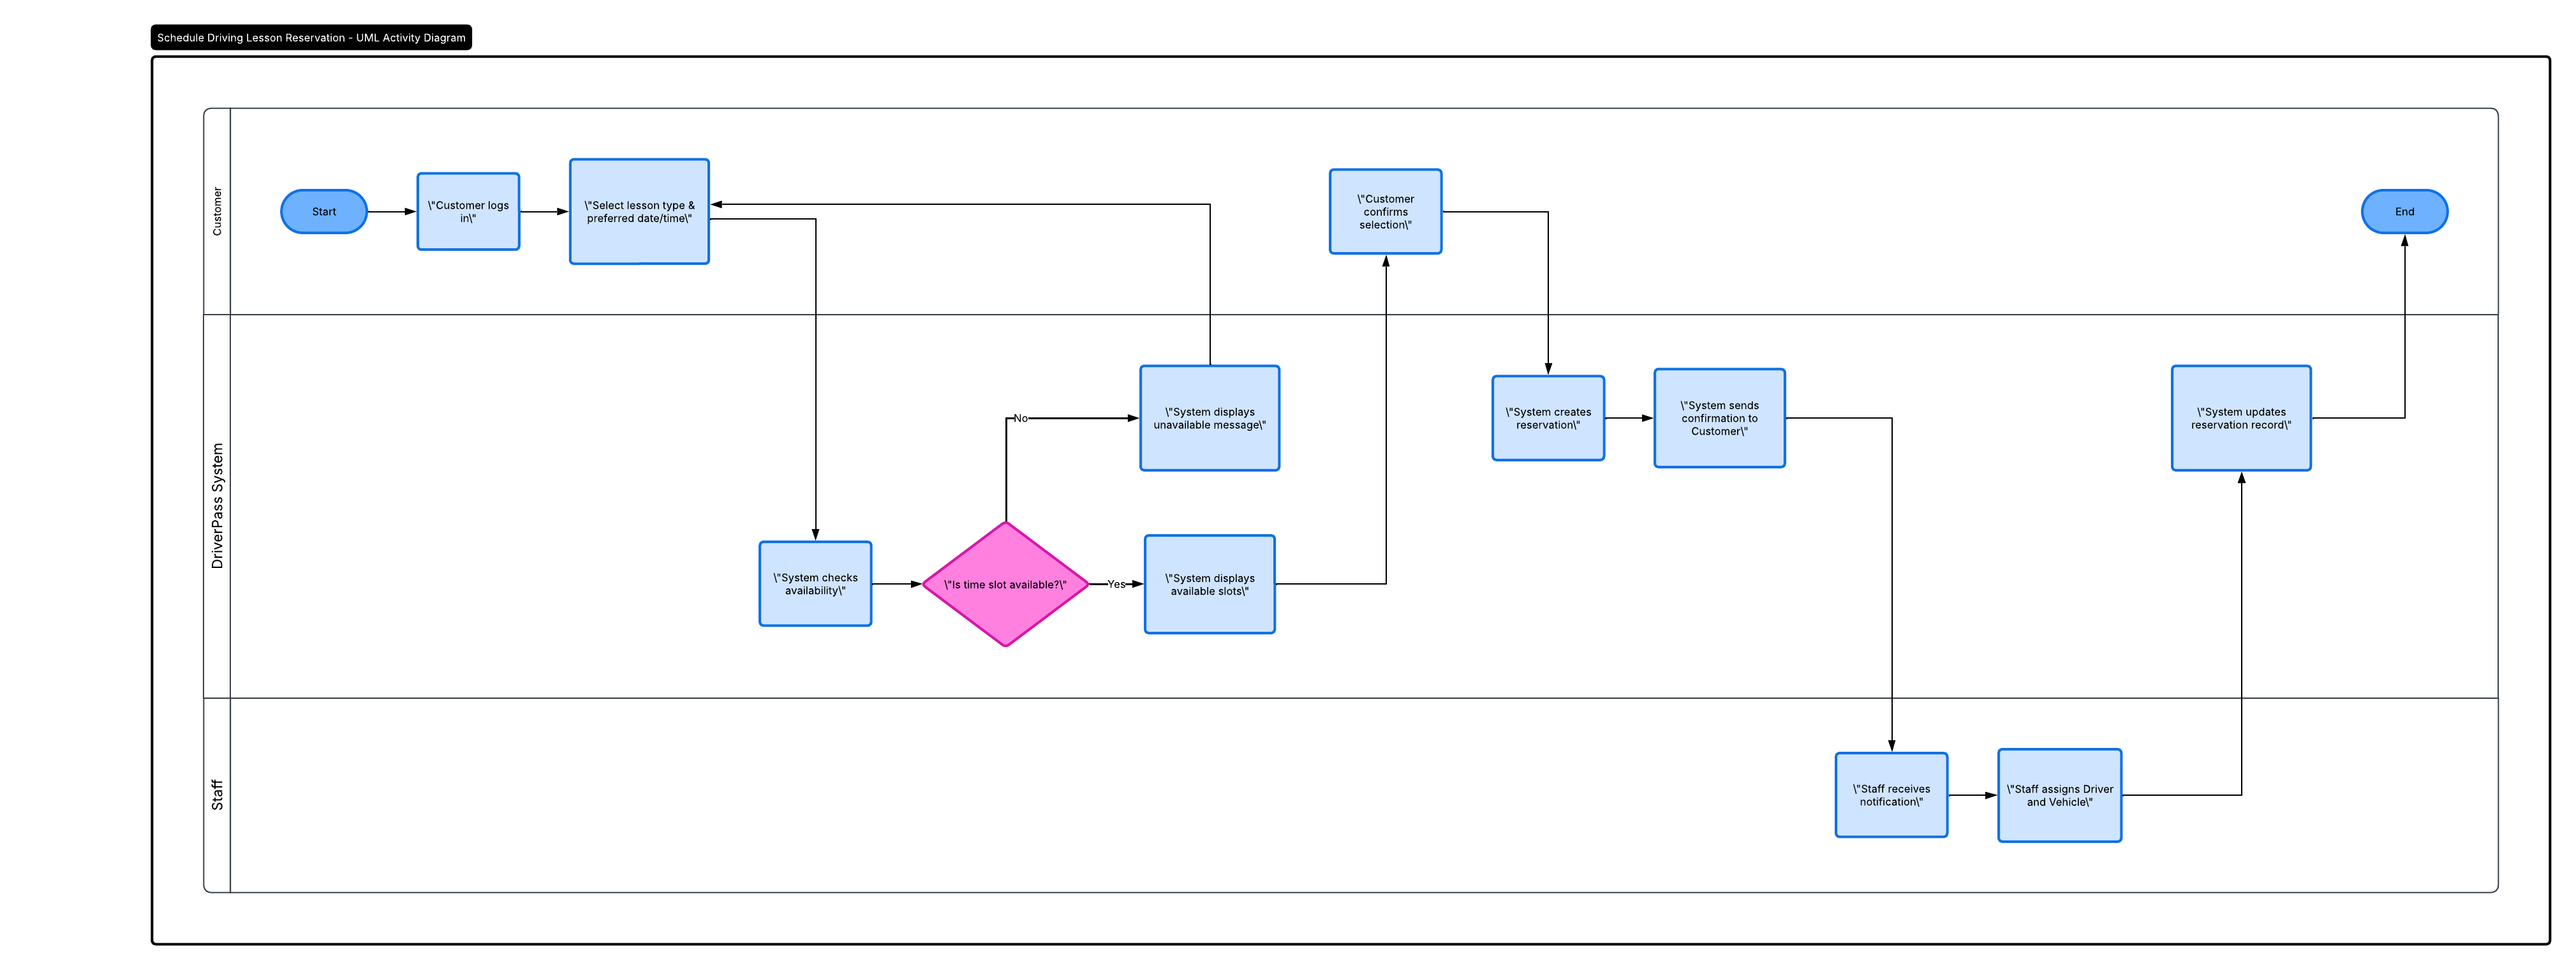 Schedule Driving Lesson Reservation - UML Activity Diagram
Customer
Start
\"Customer logs
in\"
\"Select lesson type &
preferred date/time\"
\"Customer
confirms
selection\"
End
DriverPass System
\"System checks
availability\"
\"Is time slot available?\"
No
Yes
\"System displays
unavailable message\"
\"System displays
available slots\"
\"System creates
reservation\"
\"System sends
confirmation to
Customer\"
\"System updates
reservation record\"
Staff
\"Staff receives
notification\"
\"Staff assigns Driver
and Vehicle\"